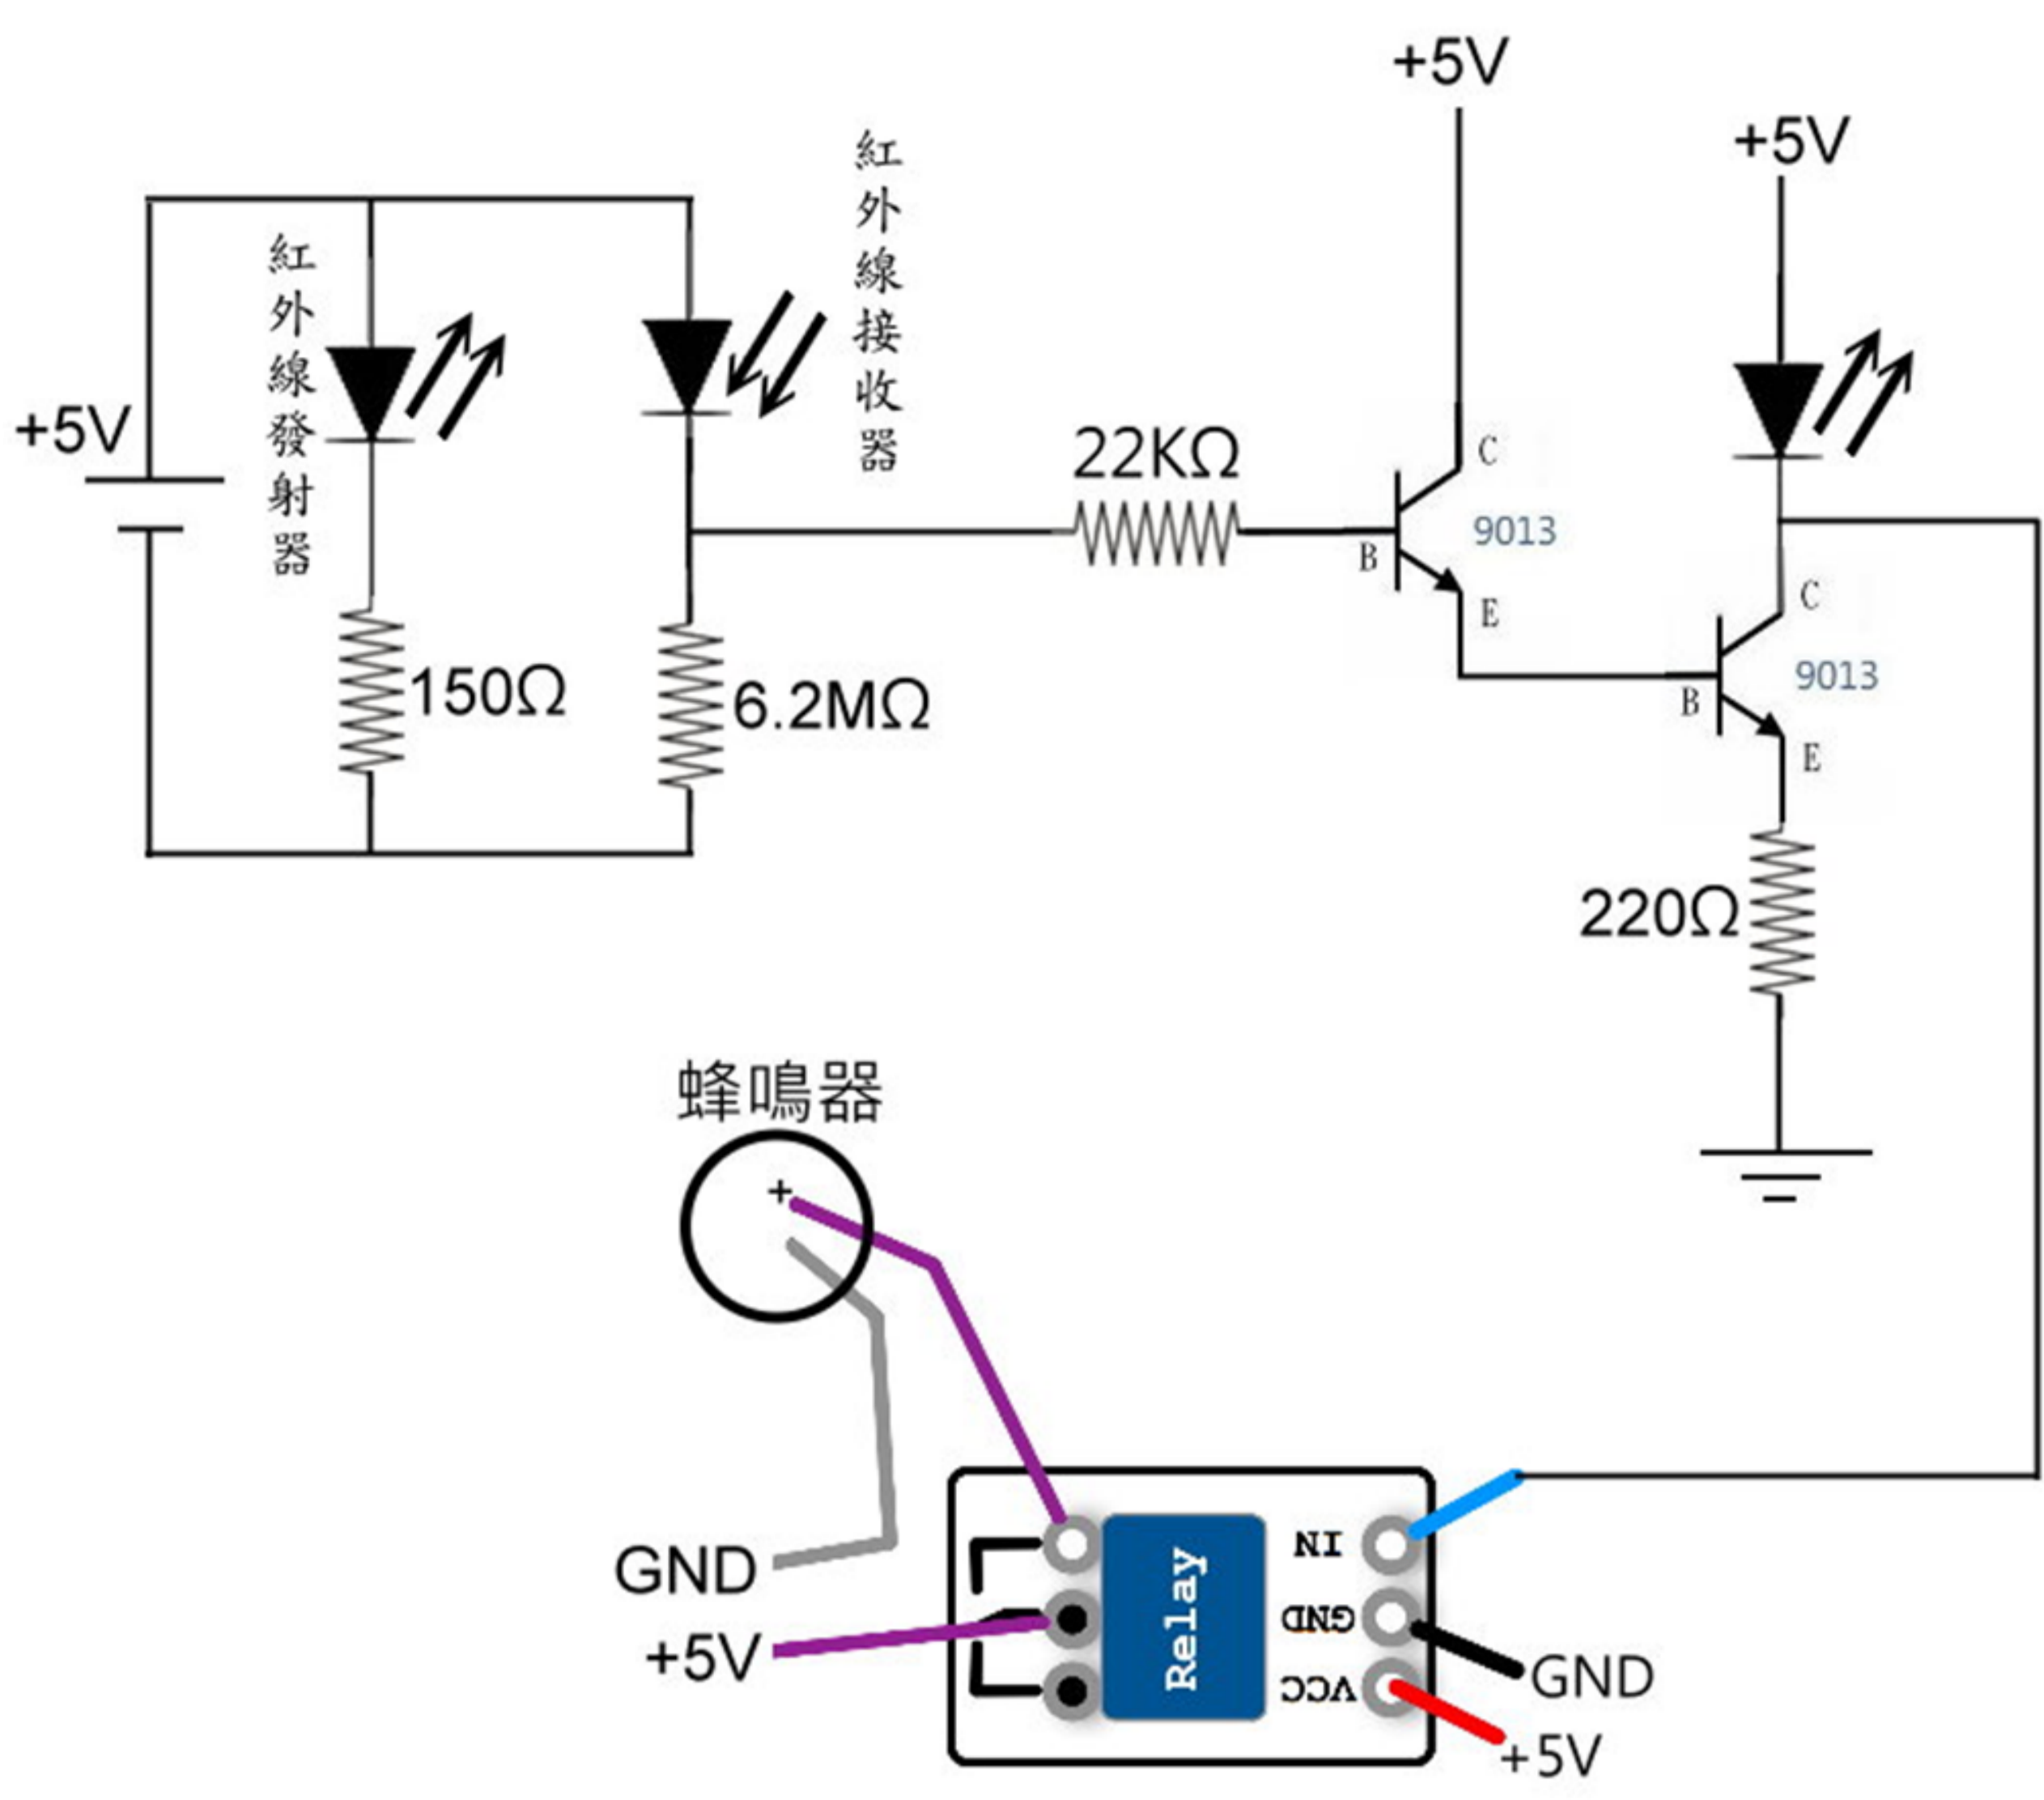 +5V
+5V
紅外線接收器
紅外線發射器
+5V
22KΩ
C
9013
B
E
C
9013
B
E
150Ω
6.2MΩ
220Ω
蜂鳴器
+
GND
+5V
Relay
IN
GND
VCC
GND
+5V